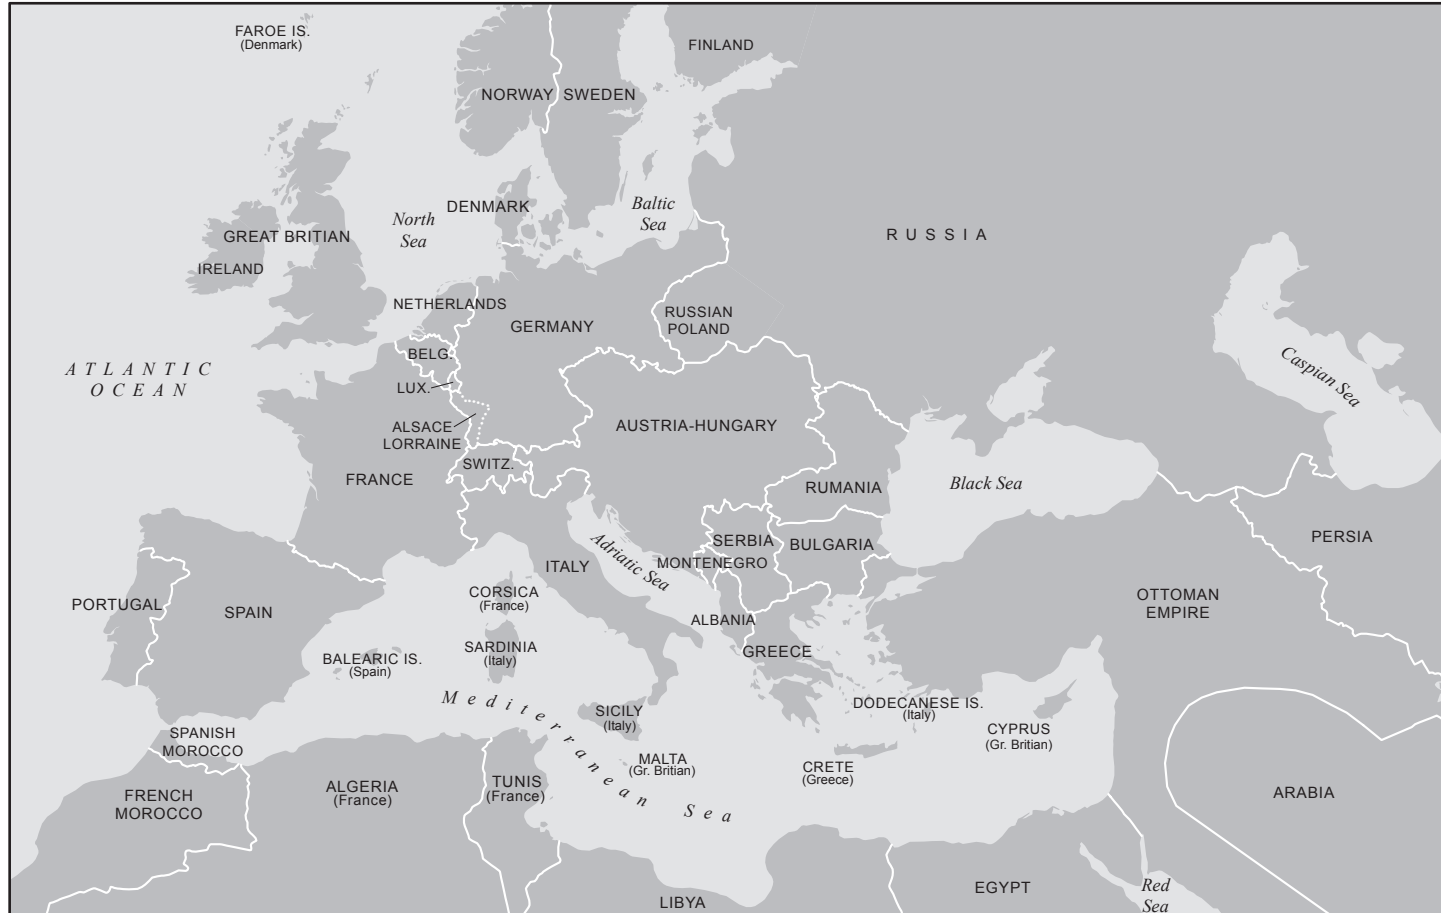 FAROE IS.
(Denmark)
FINLAND
NORWAY
SWEDEN
North
Sea
DENMARK
Baltic
Sea
GREAT BRITIAN
IRELAND
RUSSIA
NETHERLANDS
GERMANY
RUSSIAN
POLAND
ATLANTIC
OCEAN
BELG.
LUX.
ALSACE
LORRAINE
AUSTRIA-HUNGARY
Caspian Sea
FRANCE
SWITZ.
RUMANIA
Black Sea
SERBIA
BULGARIA
MONTENEGRO
Adriatic Sea
ITALY
PERSIA
CORSICA
(France)
OTTOMAN
EMPIRE
PORTUGAL
SPAIN
ALBANIA
GREECE
BALEARIC IS.
(Spain)
SARDINIA
(Italy)
Mediterranean Sea
SICILY
(Italy)
DODECANESE IS.
(Italy)
CYPRUS
(Gr. Britian)
SPANISH
MOROCCO
MALTA
(Gr. Britian)
CRETE
(Greece)
FRENCH
MOROCCO
ALGERIA
(France)
TUNIS
(France)
ARABIA
LIBYA
EGYPT
Red
Sea